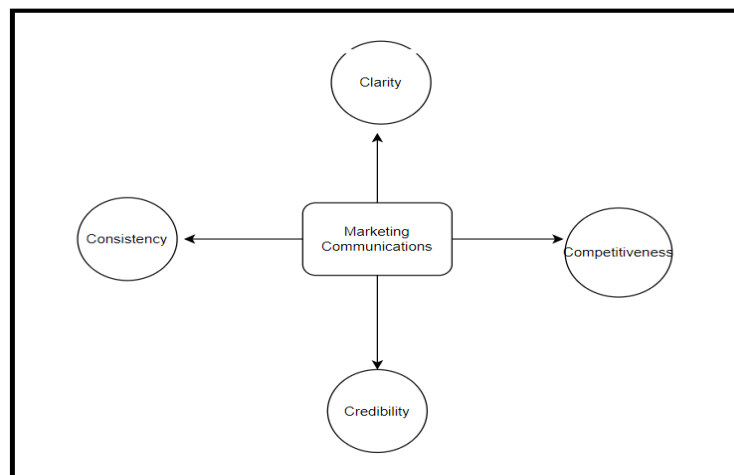 Clarity
Consistency
Marketing
Communications
Competitiveness
Credibility